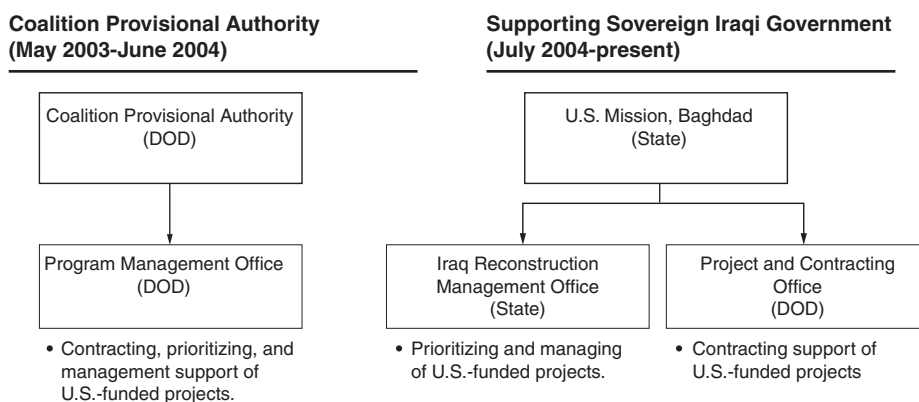 Coalition Provisional Authority
(May 2003-June 2004)
Supporting Sovereign Iraqi Government
(July 2004-present)
Coalition Provisional Authority
(DOD)
Program Management Office
(DOD)
• Contracting, prioritizing, and
management support of
U.S.-funded projects.
U.S. Mission, Baghdad
(State)
Iraq Reconstruction
Management Office
(State)
• Prioritizing and managing
of U.S.-funded projects.
Project and Contracting
Office
(DOD)
• Contracting support of
U.S.-funded projects